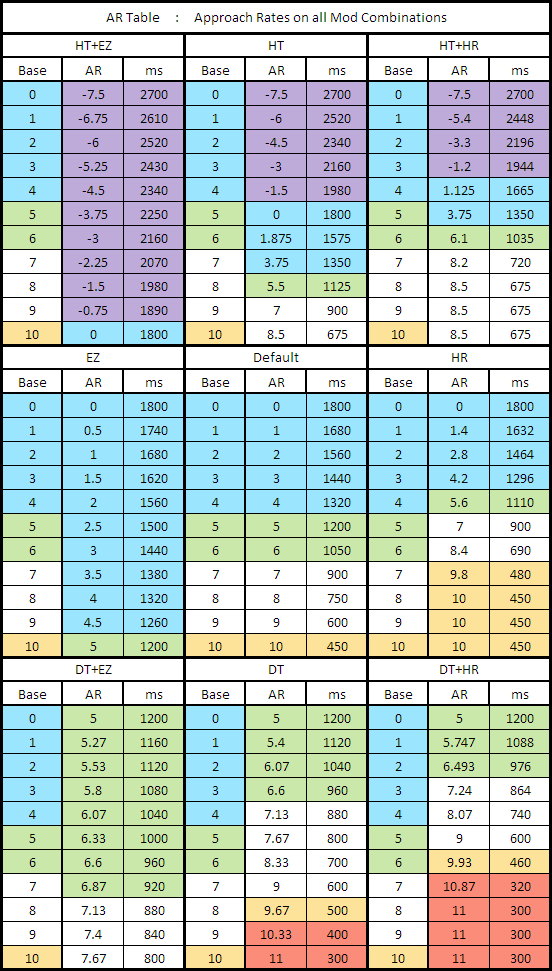 AR Table : Approach Rates on all Mod Combinations
HT+EZ HT HT+HR
Base AR ms Base AR ms Base AR ms
0 -7.5 2700 0 -7.5 2700 0 -7.5 2700
1 -6.75 2610 1 -6 2520 1 -5.4 2448
2 -6 2520 2 -4.5 2340 2 -3.3 2196
3 -5.25 2430 3 -3 2160 3 -1.2 1944
4 -4.5 2340 4 -1.5 1980 4 1.125 1665
5 -3.75 2250 5 0 1800 5 3.75 1350
6 -3 2160 6 1.875 1575 6 6.1 1035
7 -2.25 2070 7 3.75 1350 7 8.2 720
8 -1.5 1980 8 5.5 1125 8 8.5 675
9 -0.75 1890 9 7 900 9 8.5 675
10 0 1800 10 8.5 675 10 8.5 675
EZ Default HR
Base AR ms Base AR ms Base AR ms
0 0 1800 0 0 1800 0 0 1800
1 0.5 1740 1 1 1680 1 1.4 1632
2 1 1680 2 2 1560 2 2.8 1464
3 1.5 1620 3 3 1440 3 4.2 1296
4 2 1560 4 4 1320 4 5.6 1110
5 2.5 1500 5 5 1200 5 7 900
6 3 1440 6 6 1050 6 8.4 690
7 3.5 1380 7 7 900 7 9.8 480
8 4 1320 8 8 750 8 10 450
9 4.5 1260 9 9 600 9 10 450
10 5 1200 10 10 450 10 10 450
DT+EZ DT DT+HR
Base AR ms Base AR ms Base AR ms
0 5 1200 0 5 1200 0 5 1200
1 5.27 1160 1 5.4 1120 1 5.747 1088
2 5.53 1120 2 6.07 1040 2 6.493 976
3 5.8 1080 3 6.6 960 3 7.24 864
4 6.07 1040 4 7.13 880 4 8.07 740
5 6.33 1000 5 7.67 800 5 9 600
6 6.6 960 6 8.33 700 6 9.93 460
7 6.87 920 7 9 600 7 10.87 320
8 7.13 880 8 9.67 500 8 11 300
9 7.4 840 9 10.33 400 9 11 300
10 7.67 800 10 11 300 10 11 300